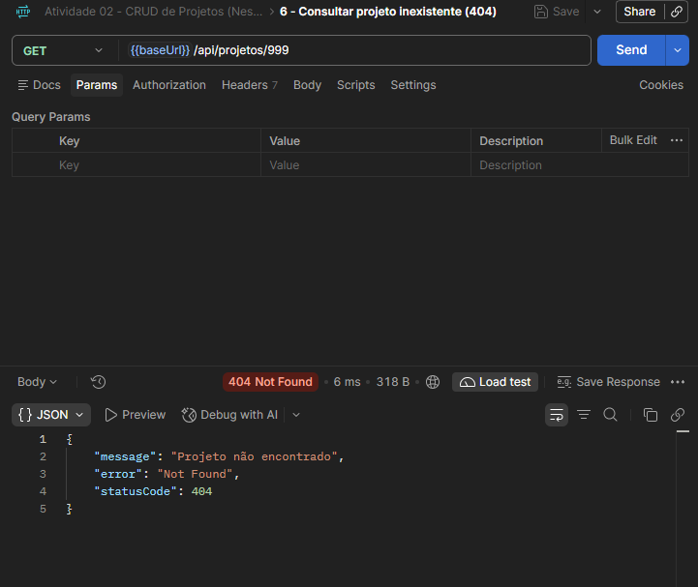 HTTP Atividade 02 - CRUD de Projetos (Nes... > 6 - Consultar projeto inexistente (404) Save Share
GET {{baseUrl}} /api/projetos/999 Send
Docs Params Authorization Headers 7 Body Scripts Settings Cookies
Query Params
Key Value Description Bulk Edit ...
Key Value Description
Body 404 Not Found • 6 ms • 318 B • Load test e.g. Save Response ...
{} JSON Preview Debug with AI
1 {
2 "message": "Projeto não encontrado",
3 "error": "Not Found",
4 "statusCode": 404
5 }